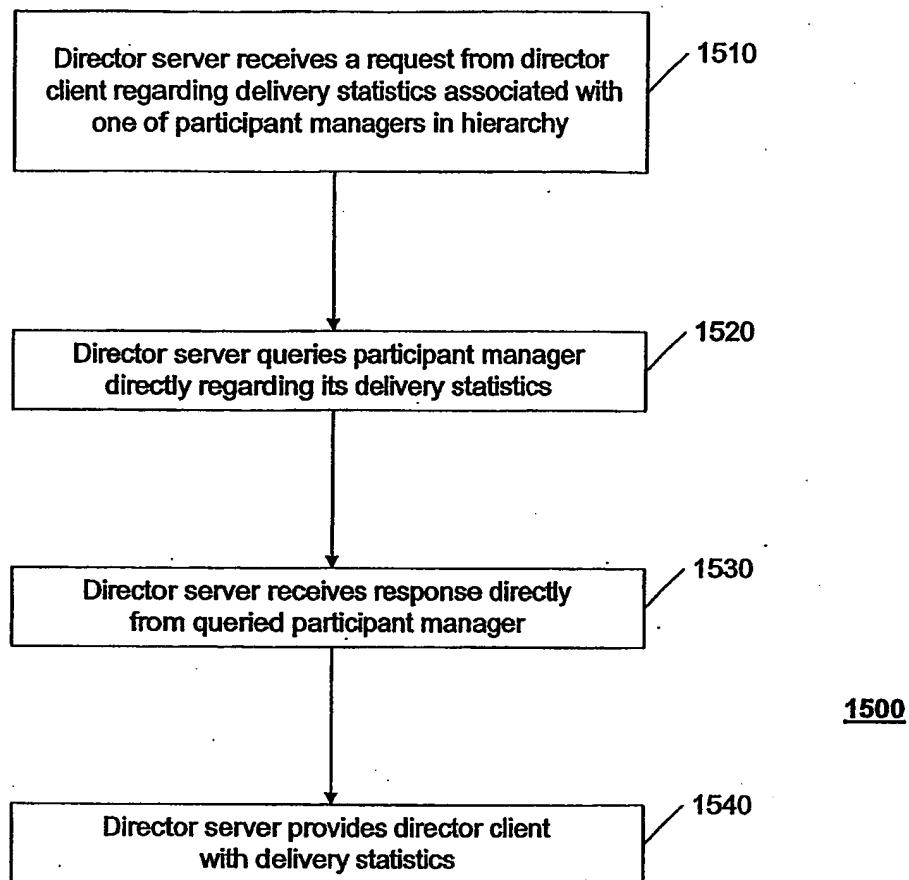 Director server receives a request from director
client regarding delivery statistics associated with
one of participant managers in hierarchy
1510
Director server queries participant manager
directly regarding its delivery statistics
1520
Director server receives response directly
from queried participant manager
1530
1500
Director server provides director client
with delivery statistics
1540